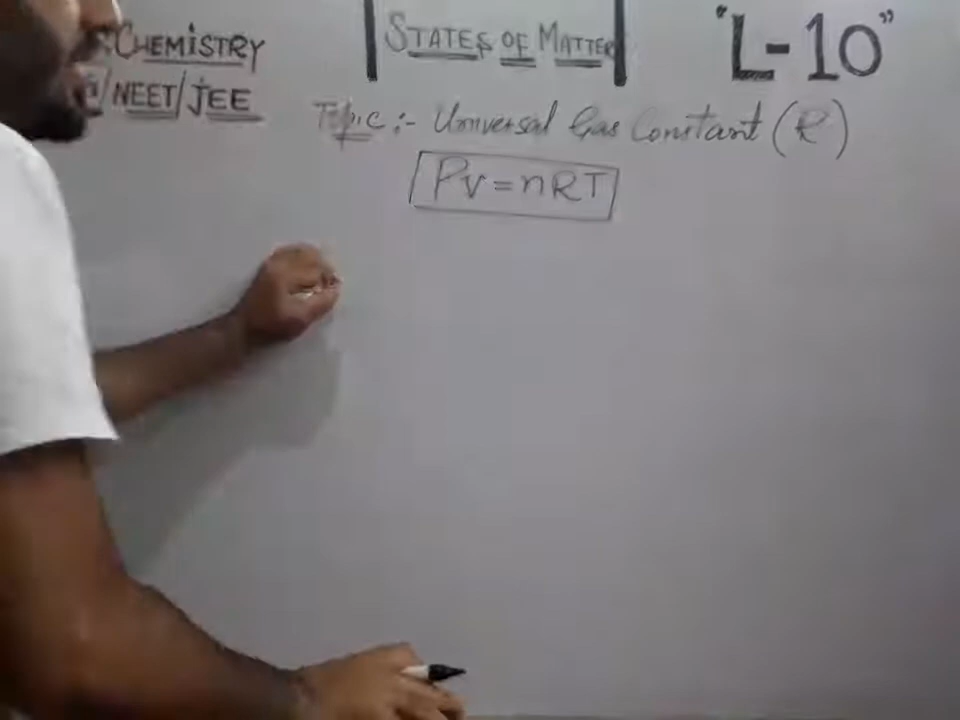 CHEMISTRY
/NEET/JEE
STATES OF MATTER
"L-10"
Topic :- Universal Gas Constant (R)
PV = nRT